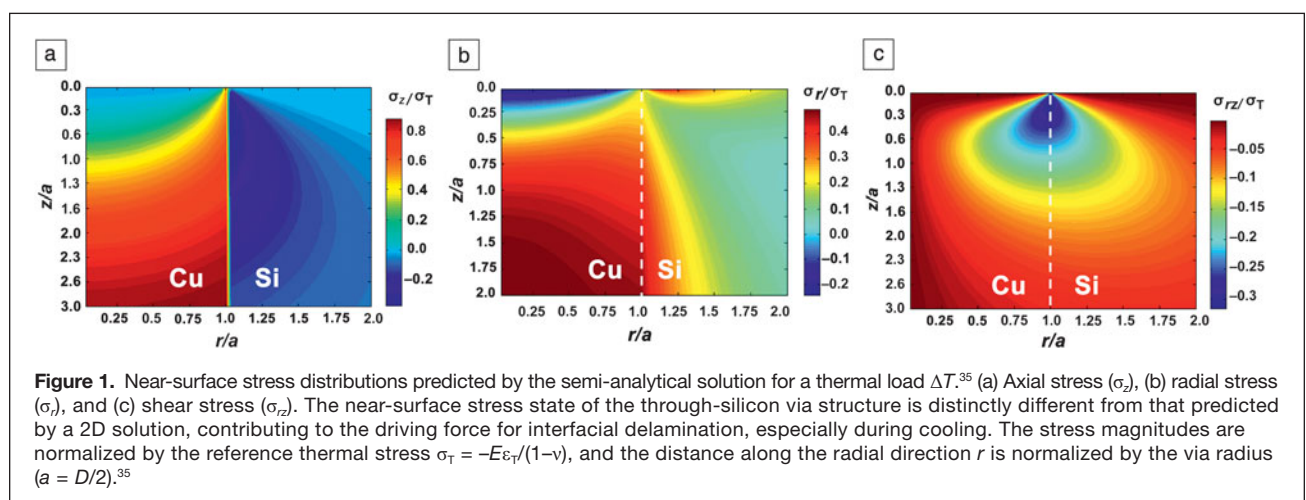 a
b
c
0.0
0.3
0.6
1.0
1.3
1.6
2.0
2.3
2.6
3.0
z/a
Cu
Si
0.25 0.5 0.75 1.0 1.25 1.5 1.75 2.0
r/a
σz/σT
0.8
0.6
0.4
0.2
0.0
−0.2
0.0
0.25
0.5
0.75
1.0
1.25
1.5
1.75
2.0
z/a
Cu
Si
0.25 0.5 0.75 1.0 1.25 1.5 1.75 2.0
r/a
σr/σT
0.4
0.3
0.2
0.1
0.0
−0.1
−0.2
0.0
0.3
0.6
1.0
1.3
1.6
2.0
2.3
2.6
3.0
z/a
Cu
Si
0.25 0.5 0.75 1.0 1.25 1.5 1.75 2.0
r/a
σrz/σT
−0.05
−0.1
−0.15
−0.2
−0.25
−0.3
Figure 1. Near-surface stress distributions predicted by the semi-analytical solution for a thermal load ΔT.35 (a) Axial stress (σz), (b) radial stress
(σr), and (c) shear stress (σrz). The near-surface stress state of the through-silicon via structure is distinctly different from that predicted
by a 2D solution, contributing to the driving force for interfacial delamination, especially during cooling. The stress magnitudes are
normalized by the reference thermal stress σT = −EεT/(1−ν), and the distance along the radial direction r is normalized by the via radius
(a = D/2).35